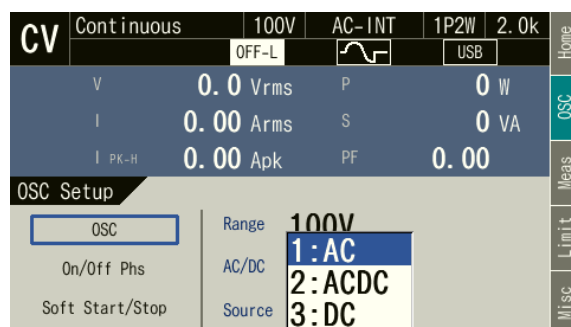 CV Continuous 100V AC-INT 1P2W 2.0k
OFF-L USB
V 0.0 Vrms P 0 W
I 0.00 Arms S 0 VA
I PK-H 0.00 Apk PF 0.00
OSC Setup
OSC Range 100V
On/Off Phs AC/DC
Soft Start/Stop Source
1:AC
2:ACDC
3:DC
Home
OSC
Meas
Limit
Misc